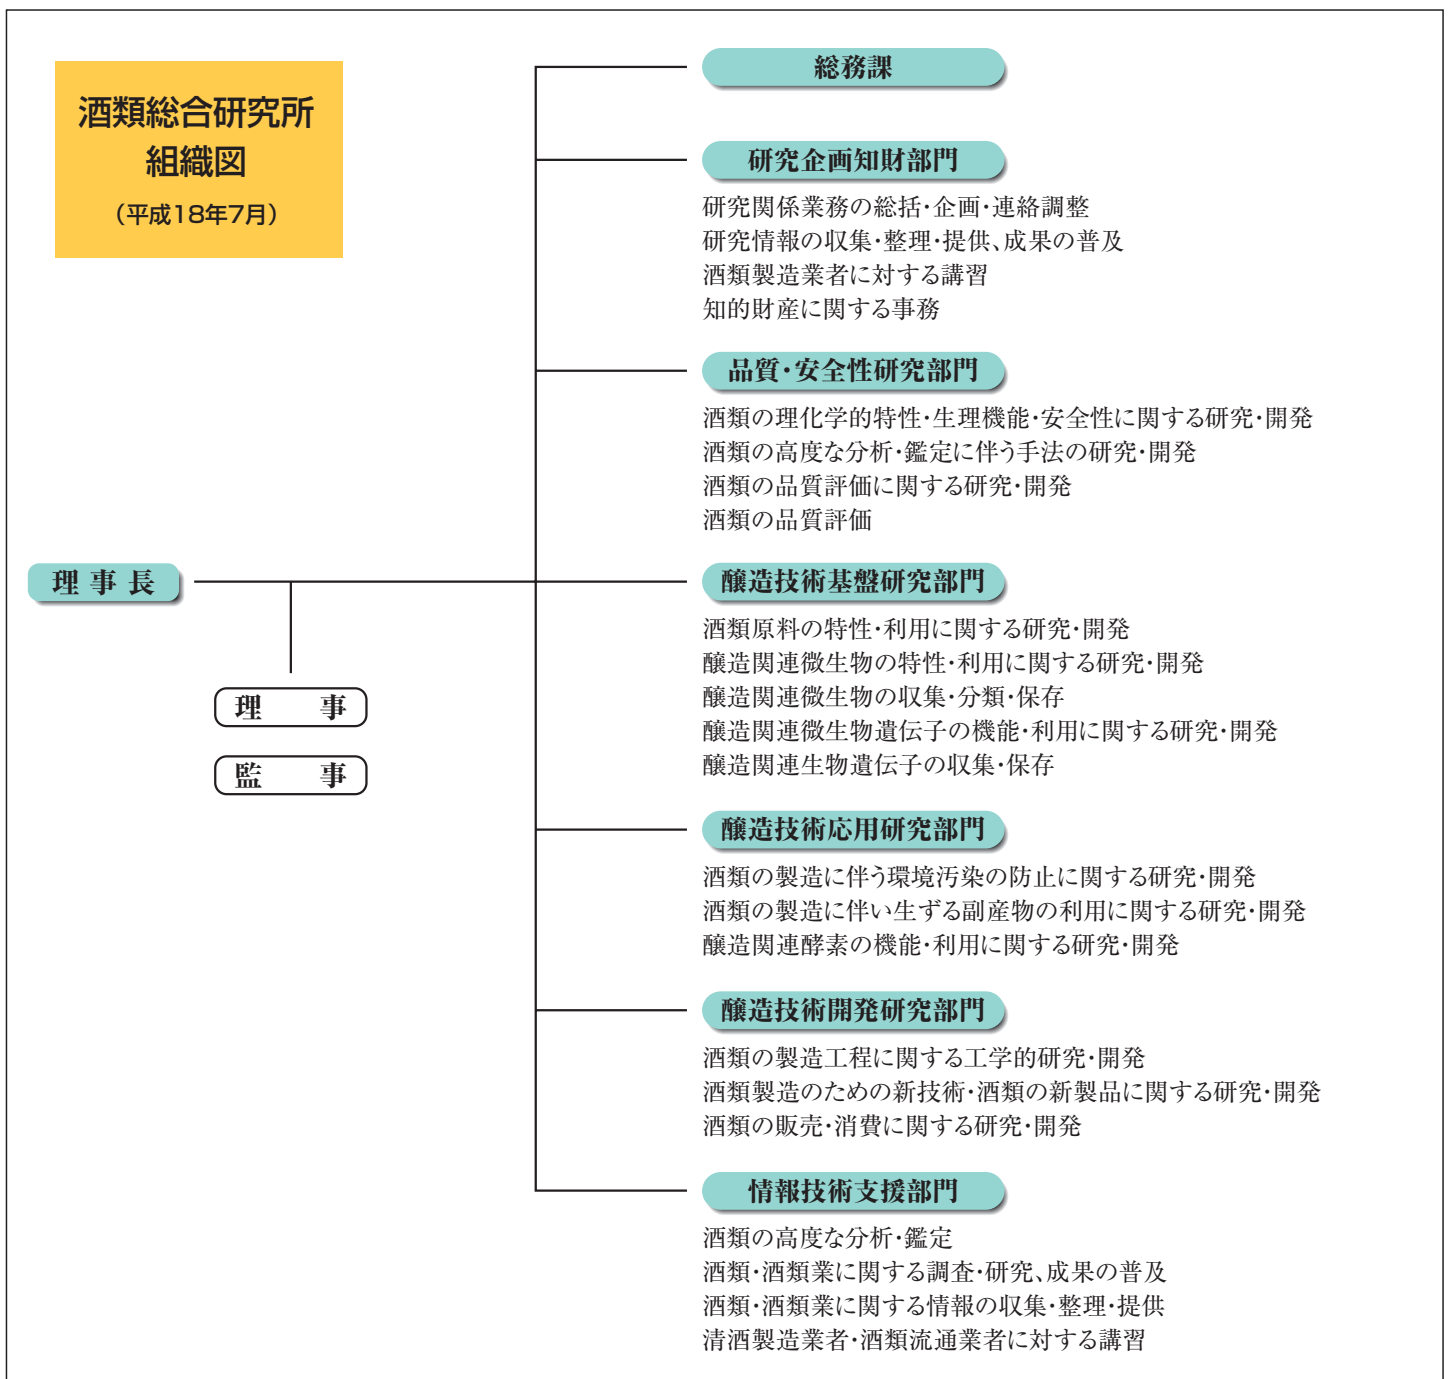 酒類総合研究所
組織図
(平成18年7月)
総務課
研究企画知財部門
研究関係業務の総括・企画・連絡調整
研究情報の収集・整理・提供、成果の普及
酒類製造業者に対する講習
知的財産に関する事務
品質・安全性研究部門
酒類の理化学的特性・生理機能・安全性に関する研究・開発
酒類の高度な分析・鑑定に伴う手法の研究・開発
酒類の品質評価に関する研究・開発
酒類の品質評価
理事長
理事
監事
醸造技術基盤研究部門
酒類原料の特性・利用に関する研究・開発
醸造関連微生物の特性・利用に関する研究・開発
醸造関連微生物の収集・分類・保存
醸造関連微生物遺伝子の機能・利用に関する研究・開発
醸造関連生物遺伝子の収集・保存
醸造技術応用研究部門
酒類の製造に伴う環境汚染の防止に関する研究・開発
酒類の製造に伴い生ずる副産物の利用に関する研究・開発
醸造関連酵素の機能・利用に関する研究・開発
醸造技術開発研究部門
酒類の製造工程に関する工学的研究・開発
酒類製造のための新技術・酒類の新製品に関する研究・開発
酒類の販売・消費に関する研究・開発
情報技術支援部門
酒類の高度な分析・鑑定
酒類・酒類業に関する調査・研究、成果の普及
酒類・酒類業に関する情報の収集・整理・提供
清酒製造業者・酒類流通業者に対する講習